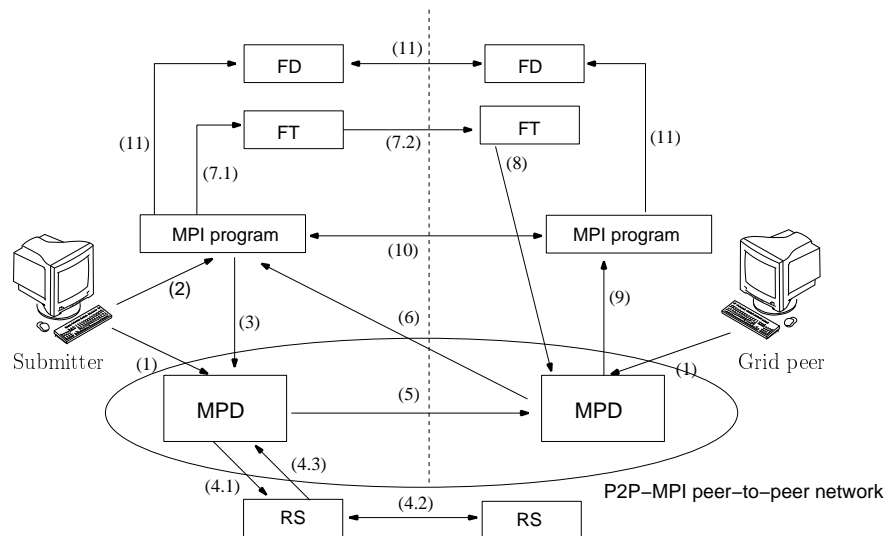 (11)
FD
FD
FT
(7.2)
FT
(11)
(7.1)
(8)
(11)
MPI program
(10)
MPI program
(2)
(3)
(6)
(9)
Submitter
Grid peer
(1)
(1)
MPD
(5)
MPD
(4.1)
(4.3)
P2P−MPI peer−to−peer network
RS
(4.2)
RS